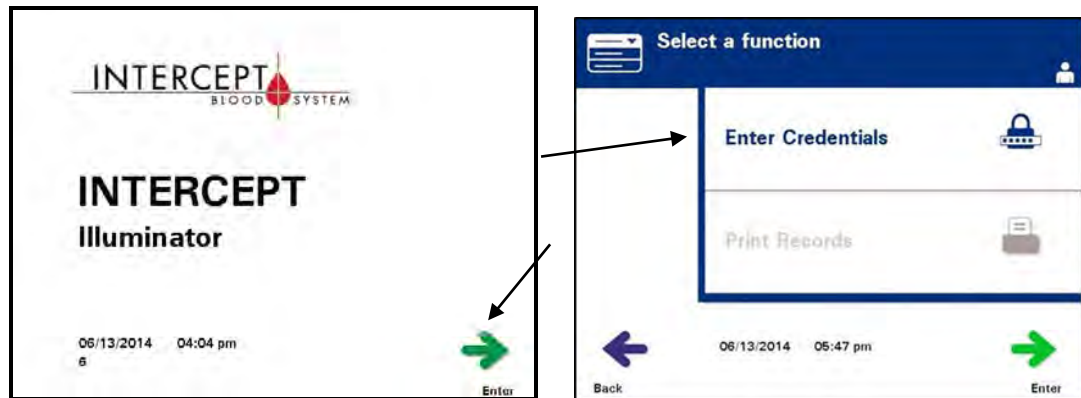 INTERCEPT
BLOOD SYSTEM
INTERCEPT
Illuminator
06/13/2014 04:04 pm
6
Enter
Select a function
Enter Credentials
Print Records
06/13/2014 05:47 pm
Back
Enter